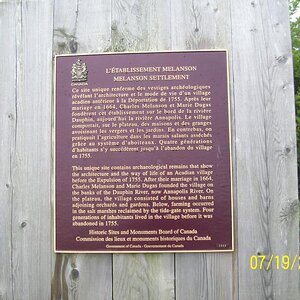 CANADA
L'ÉTABLISSEMENT MELANSON
MELANSON SETTLEMENT
Ce site unique renferme des vestiges archéologiques
révélant l'architecture et le mode de vie d'un village
acadien antérieur à la Déportation de 1755. Après leur
mariage en 1664, Charles Melanson et Marie Dugas
fondèrent cet établissement sur le bord de la rivière
Dauphin, aujourd'hui la rivière Annapolis. Le village
comportait, sur le plateau, des maisons et des granges
avoisinant les vergers et les jardins. En contrebas, on
pratiquait l'agriculture dans les marais salants asséchés
grâce au système d'aboiteaux. Quatre générations
d'habitants s'y succédèrent jusqu'à l'abandon du village
en 1755.
This unique site contains archaeological remains that show
the architecture and the way of life of an Acadian village
before the Expulsion of 1755. After their marriage in 1664,
Charles Melanson and Marie Dugas founded the village on
the banks of the Dauphin River, now Annapolis River. On
the plateau, the village consisted of houses and barns
adjoining orchards and gardens. Below, farming occurred
in the salt marshes reclaimed by the tide-gate system. Four
generations of inhabitants lived in the village before it was
abandoned in 1755.
Historic Sites and Monuments Board of Canada
Commission des lieux et monuments historiques du Canada
Government of Canada - Gouvernement du Canada
07/19/2